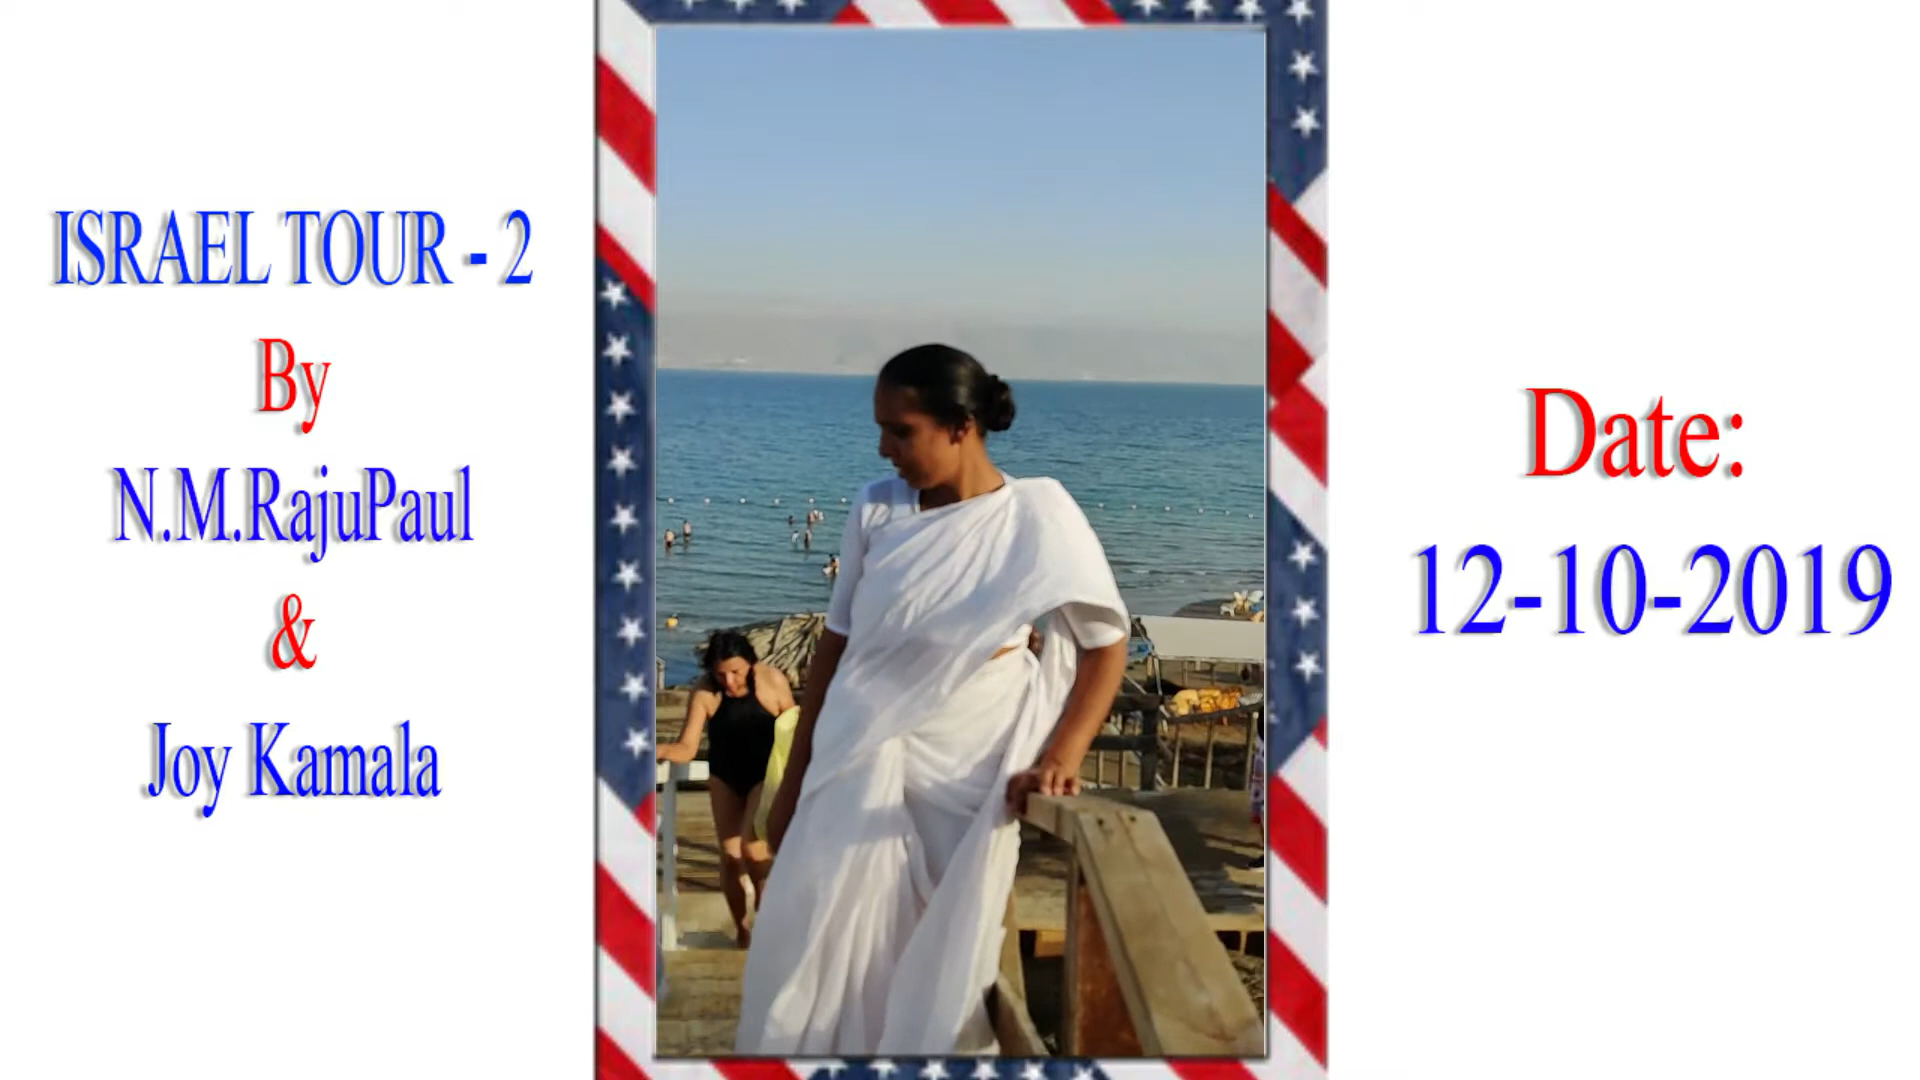 ISRAEL TOUR - 2
By
N.M.RajuPaul
&
Joy Kamala
Date:
12-10-2019